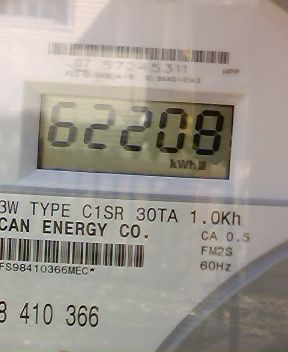 07 57245311
62208
kWh
3W TYPE C1SR 30TA 1.0Kh
CAN ENERGY CO.
CA 0.5
FM2S
60Hz
FS98410366MEC*
8 410 366